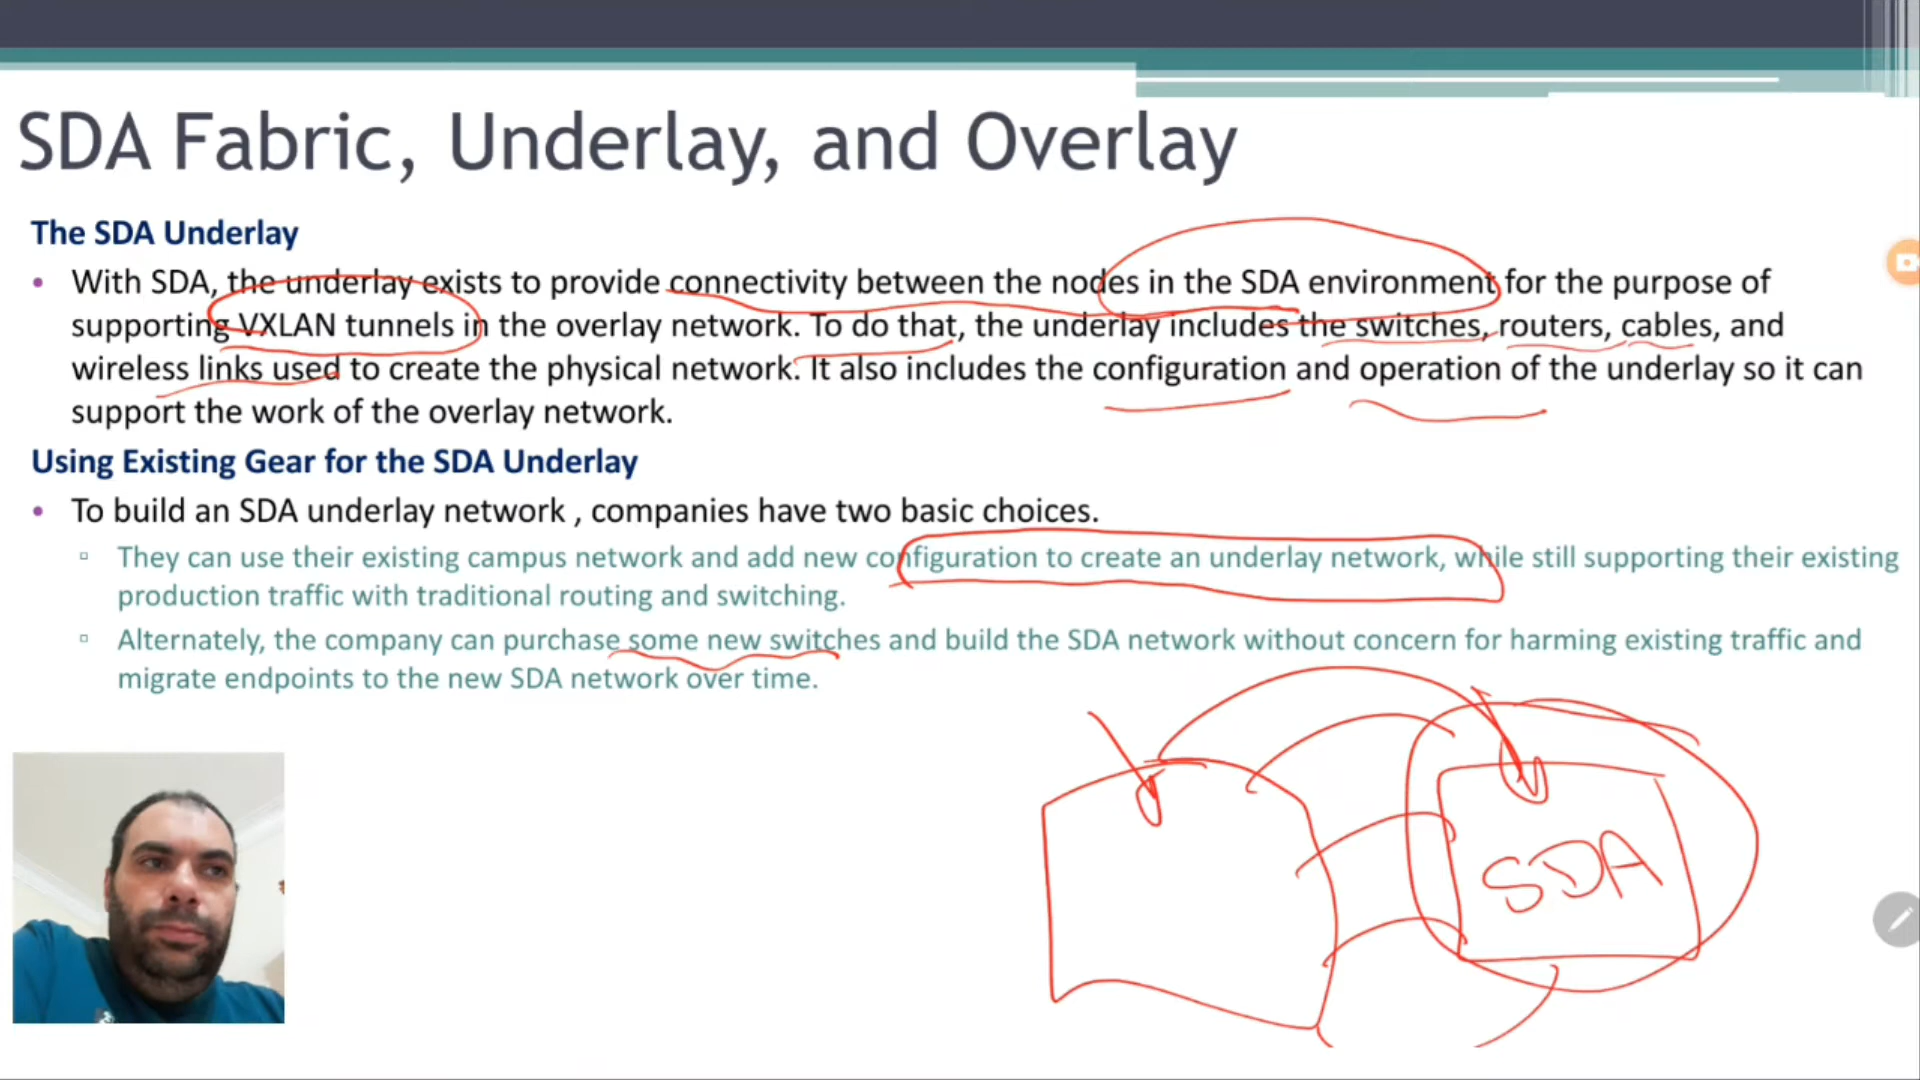 SDA Fabric, Underlay, and Overlay
The SDA Underlay
• With SDA, the underlay exists to provide connectivity between the nodes in the SDA environment for the purpose of
supporting VXLAN tunnels in the overlay network. To do that, the underlay includes the switches, routers, cables, and
wireless links used to create the physical network. It also includes the configuration and operation of the underlay so it can
support the work of the overlay network.
Using Existing Gear for the SDA Underlay
• To build an SDA underlay network , companies have two basic choices.
▫ They can use their existing campus network and add new configuration to create an underlay network, while still supporting their existing
production traffic with traditional routing and switching.
▫ Alternately, the company can purchase some new switches and build the SDA network without concern for harming existing traffic and
migrate endpoints to the new SDA network over time.
SDA